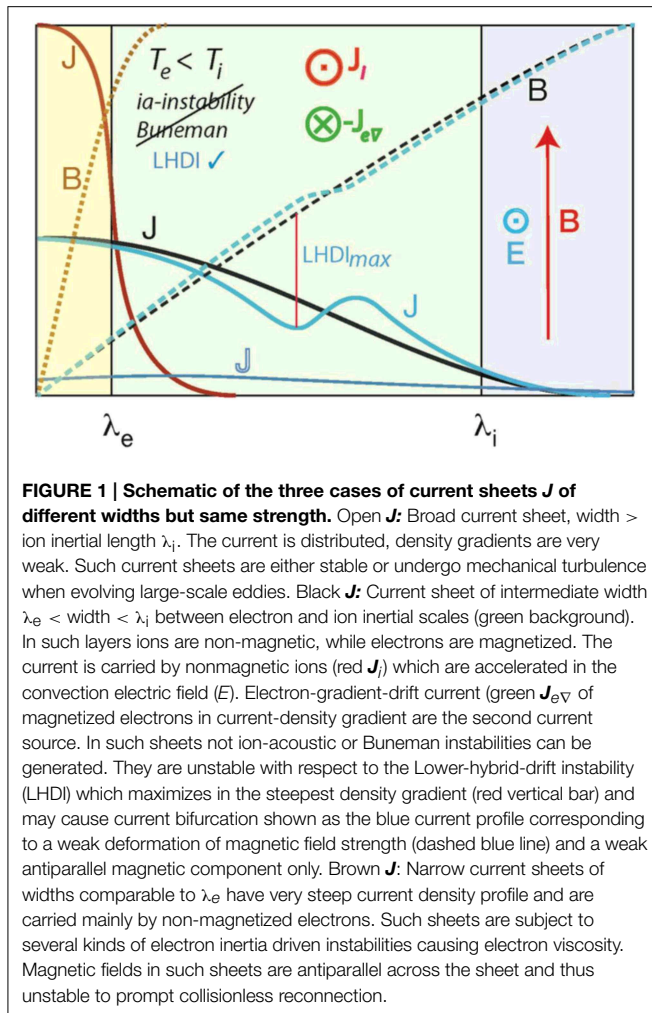 J
T_e < T_i
ia-instability
Buneman
LHDI ✓
J_I
-J_e∇
B
B
J
LHDI_max
E
B
J
J
λ_e
λ_i
FIGURE 1 | Schematic of the three cases of current sheets J of
different widths but same strength. Open J: Broad current sheet, width >
ion inertial length λ_i. The current is distributed, density gradients are very
weak. Such current sheets are either stable or undergo mechanical turbulence
when evolving large-scale eddies. Black J: Current sheet of intermediate width
λ_e < width < λ_i between electron and ion inertial scales (green background).
In such layers ions are non-magnetic, while electrons are magnetized. The
current is carried by nonmagnetic ions (red J_i) which are accelerated in the
convection electric field (E). Electron-gradient-drift current (green J_e∇ of
magnetized electrons in current-density gradient are the second current
source. In such sheets not ion-acoustic or Buneman instabilities can be
generated. They are unstable with respect to the Lower-hybrid-drift instability
(LHDI) which maximizes in the steepest density gradient (red vertical bar) and
may cause current bifurcation shown as the blue current profile corresponding
to a weak deformation of magnetic field strength (dashed blue line) and a weak
antiparallel magnetic component only. Brown J: Narrow current sheets of
widths comparable to λ_e have very steep current density profile and are
carried mainly by non-magnetized electrons. Such sheets are subject to
several kinds of electron inertia driven instabilities causing electron viscosity.
Magnetic fields in such sheets are antiparallel across the sheet and thus
unstable to prompt collisionless reconnection.